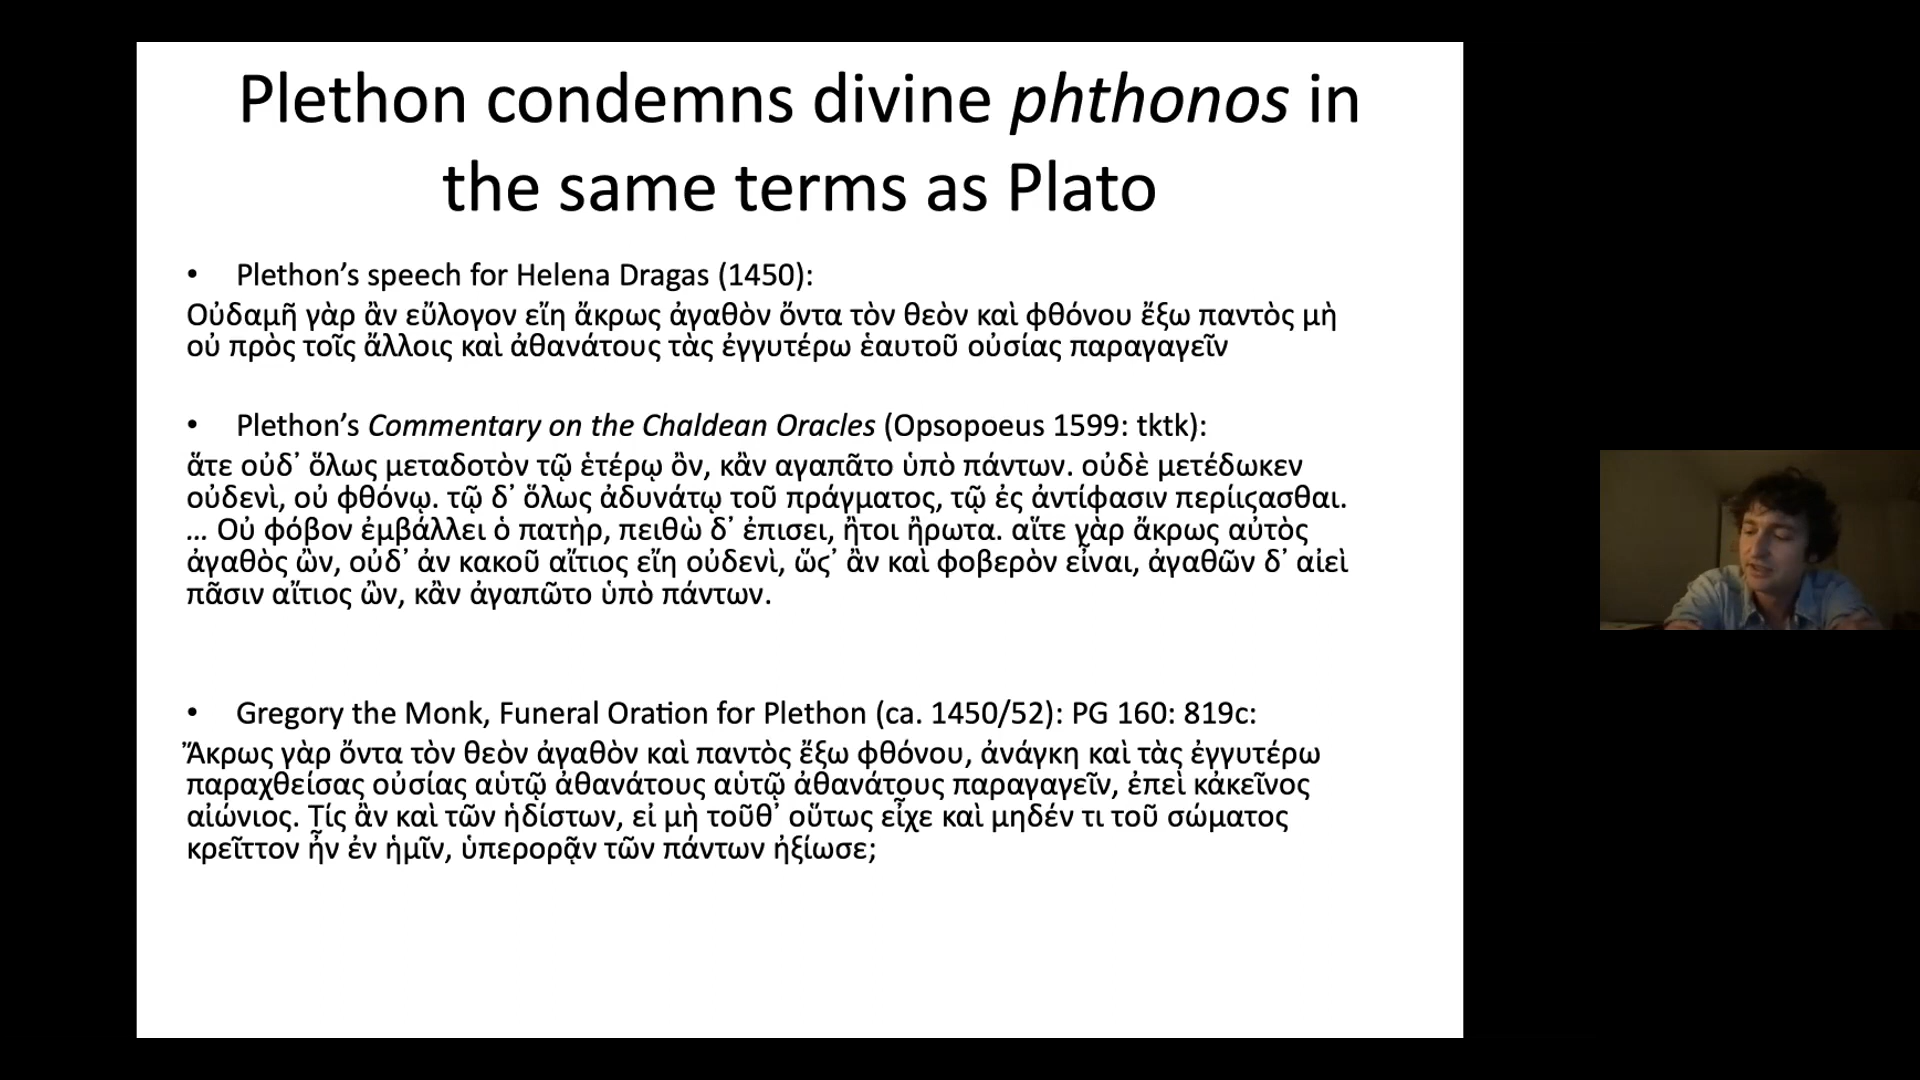 Plethon condemns divine phthonos in
the same terms as Plato
• Plethon’s speech for Helena Dragas (1450):
Οὐδαμῆ γὰρ ἂν εὔλογον εἴη ἄκρως ἀγαθὸν ὄντα τὸν θεὸν καὶ φθόνου ἔξω παντὸς μὴ
οὐ πρὸς τοῖς ἄλλοις καὶ ἀθανάτους τὰς ἐγγυτέρω ἑαυτοῦ οὐσίας παραγαγεῖν
• Plethon’s Commentary on the Chaldean Oracles (Opsopoeus 1599: tktk):
ἅτε οὐδ᾽ ὅλως μεταδοτὸν τῷ ἑτέρῳ ὂν, κἂν αγαπᾶτο ὑπὸ πάντων. οὐδὲ μετέδωκεν
οὐδενὶ, οὐ φθόνῳ. τῷ δ᾽ ὅλως ἀδυνάτῳ τοῦ πράγματος, τῷ ἐς ἀντίφασιν περίιςασθαι.
... Οὐ φόβον ἐμβάλλει ὁ πατὴρ, πειθὼ δ᾽ ἐπισει, ἢτοι ἢρωτα. αἵτε γὰρ ἄκρως αὐτὸς
ἀγαθὸς ὢν, οὐδ᾽ ἀν κακοῦ αἴτιος εἴη οὐδενὶ, ὥς᾽ ἂν καὶ φοβερὸν εἶναι, ἀγαθῶν δ᾽ αἰεὶ
πᾶσιν αἴτιος ὢν, κἂν ἀγαπῶτο ὑπὸ πάντων.
• Gregory the Monk, Funeral Oration for Plethon (ca. 1450/52): PG 160: 819c:
Ἄκρως γὰρ ὄντα τὸν θεὸν ἀγαθὸν καὶ παντὸς ἔξω φθόνου, ἀνάγκη καὶ τὰς ἐγγυτέρω
παραχθείσας οὐσίας αὑτῷ ἀθανάτους αὑτῷ ἀθανάτους παραγαγεῖν, ἐπεὶ κἀκεῖνος
αἰώνιος. Τίς ἂν καὶ τῶν ἡδίστων, εἰ μὴ τοῦθ᾽ οὕτως εἶχε καὶ μηδέν τι τοῦ σώματος
κρεῖττον ἦν ἐν ἡμῖν, ὑπερορᾷν τῶν πάντων ἠξίωσε;